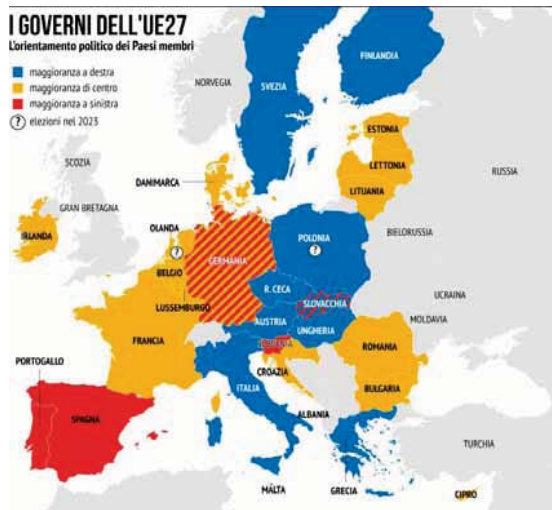 I GOVERNI DELL'UE27
L'orientamento politico dei Paesi membri
maggioranza a destra
maggioranza di centro
maggioranza a sinistra
? elezioni nel 2023
NORVEGIA
SVEZIA
FINLANDIA
ESTONIA
LETTONIA
LITUANIA
RUSSIA
SCOZIA
DANIMARCA
GRAN BRETAGNA
IRLANDA
OLANDA
?
BELGIO
GERMANIA
POLONIA
?
BIELORUSSIA
LUSSEMBURGO
R. CECA
SLOVACCHIA
UCRAINA
AUSTRIA
UNGHERIA
MOLDAVIA
FRANCIA
ROMANIA
PORTOGALLO
CROAZIA
BULGARIA
SPAGNA
ITALIA
ALBANIA
TURCHIA
MALTA
GRECIA
CIPRO